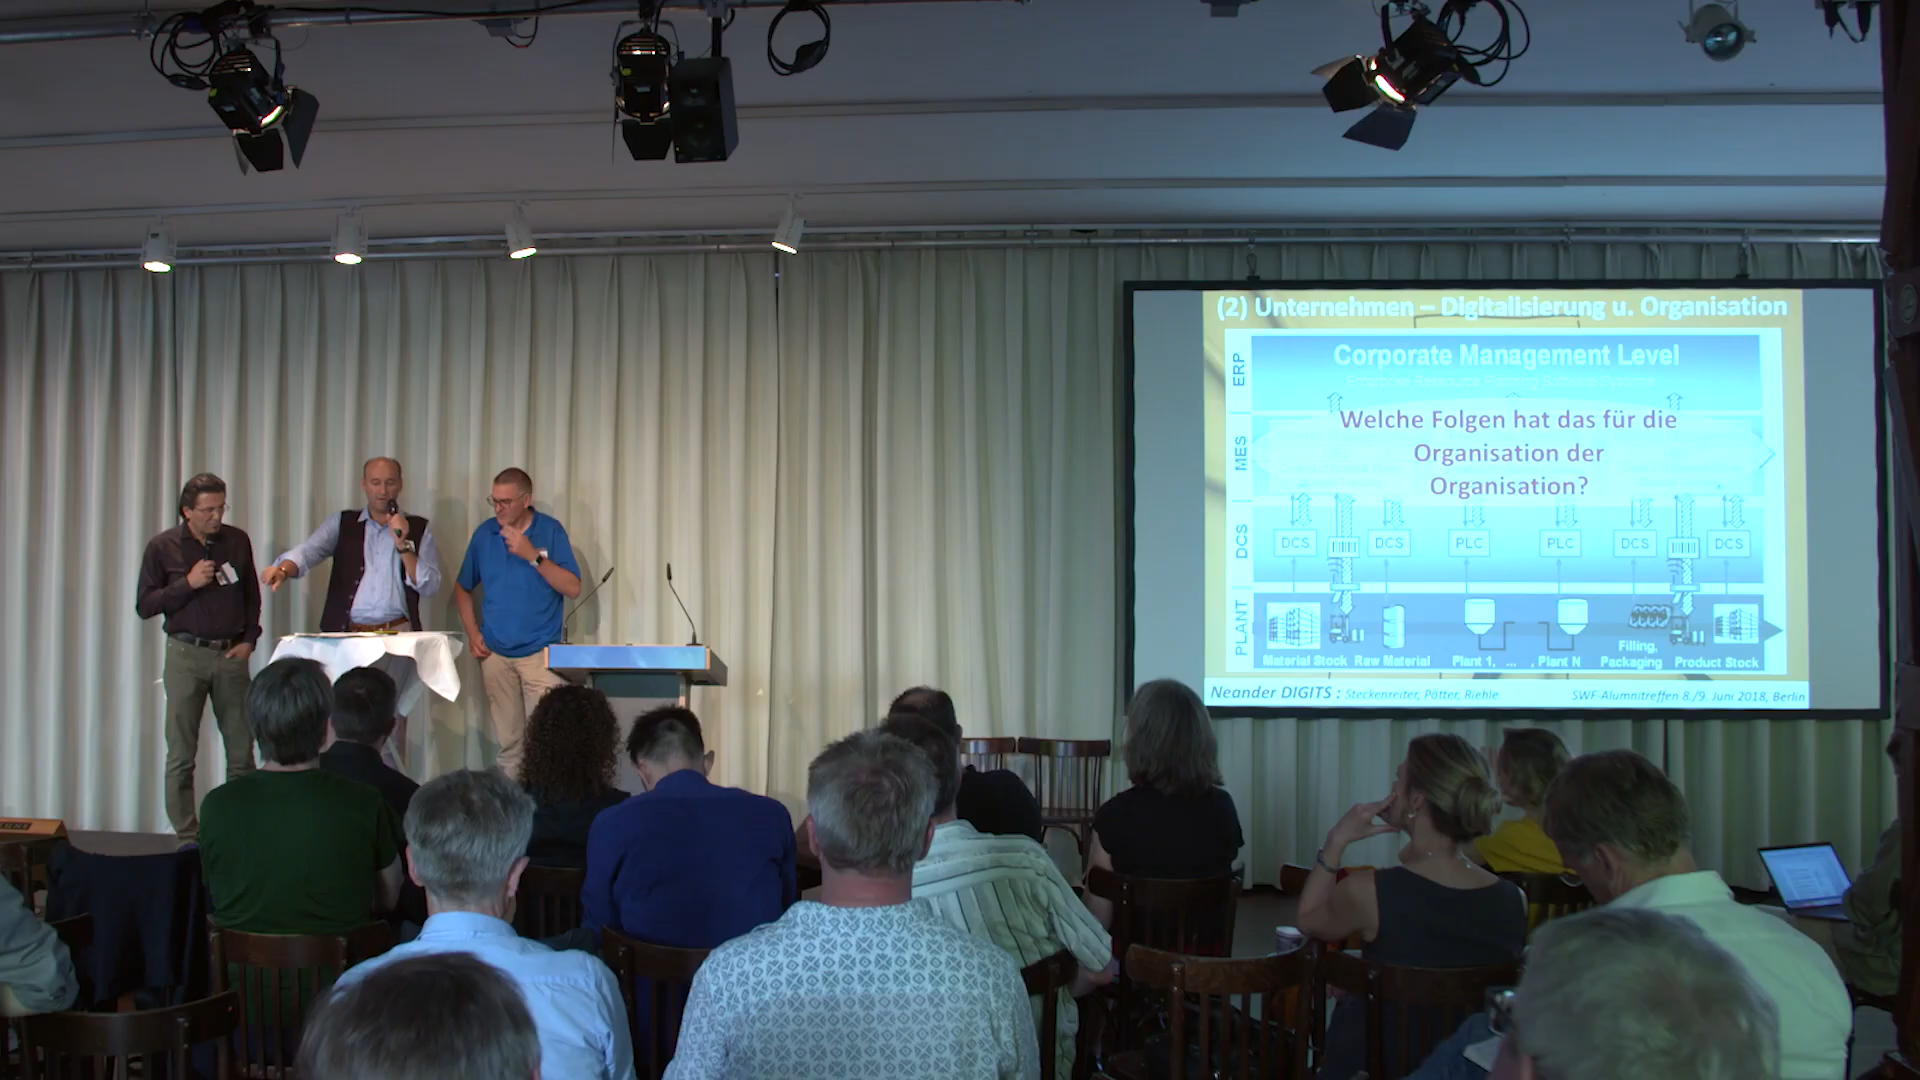 (2) Unternehmen – Digitalisierung u. Organisation
ERP
Corporate Management Level
MES
Welche Folgen hat das für die
Organisation der
Organisation?
DCS
DCS DCS PLC PLC DCS DCS
PLANT
Filling,
Material Stock Raw Material Plant 1, ... , Plant N Packaging Product Stock
Neander DIGITS : Steckenreiter, Pötter, Riehle
SWF-Alumnitreffen 8./9. Juni 2018, Berlin